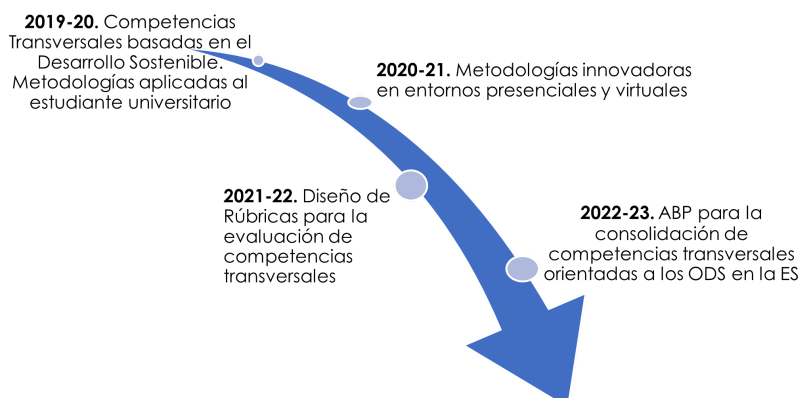 2019-20. Competencias
Transversales basadas en el
Desarrollo Sostenible.
Metodologías aplicadas al
estudiante universitario
2020-21. Metodologías innovadoras
en entornos presenciales y virtuales
2021-22. Diseño de
Rúbricas para la
evaluación de
competencias
transversales
2022-23. ABP para la
consolidación de
competencias transversales
orientadas a los ODS en la ES